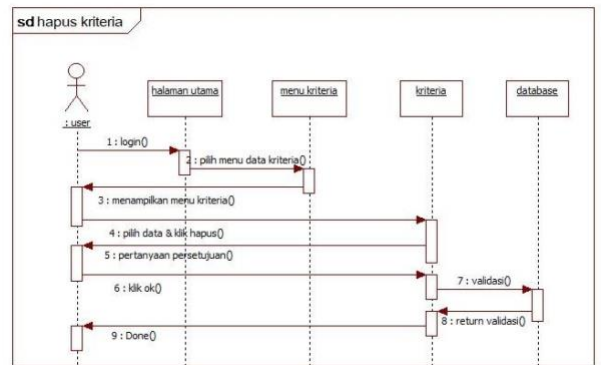 sd hapus kriteria
halaman utama
menu kriteria
kriteria
database
: user
1 : login()
2 : pilih menu data kriteria()
3 : menampilkan menu kriteria()
4 : pilih data & klik hapus()
5 : pertanyaan persetujuan()
6 : klik ok()
7 : validasi()
8 : return validasi()
9 : Done()